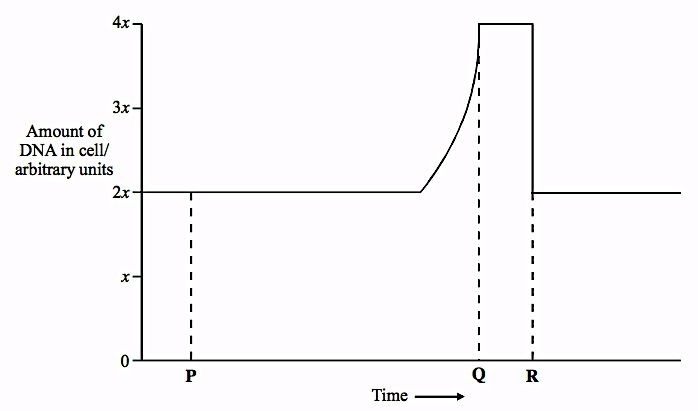 4x
3x
Amount of
DNA in cell/
arbitrary units
2x
x
0
P
Q
R
Time